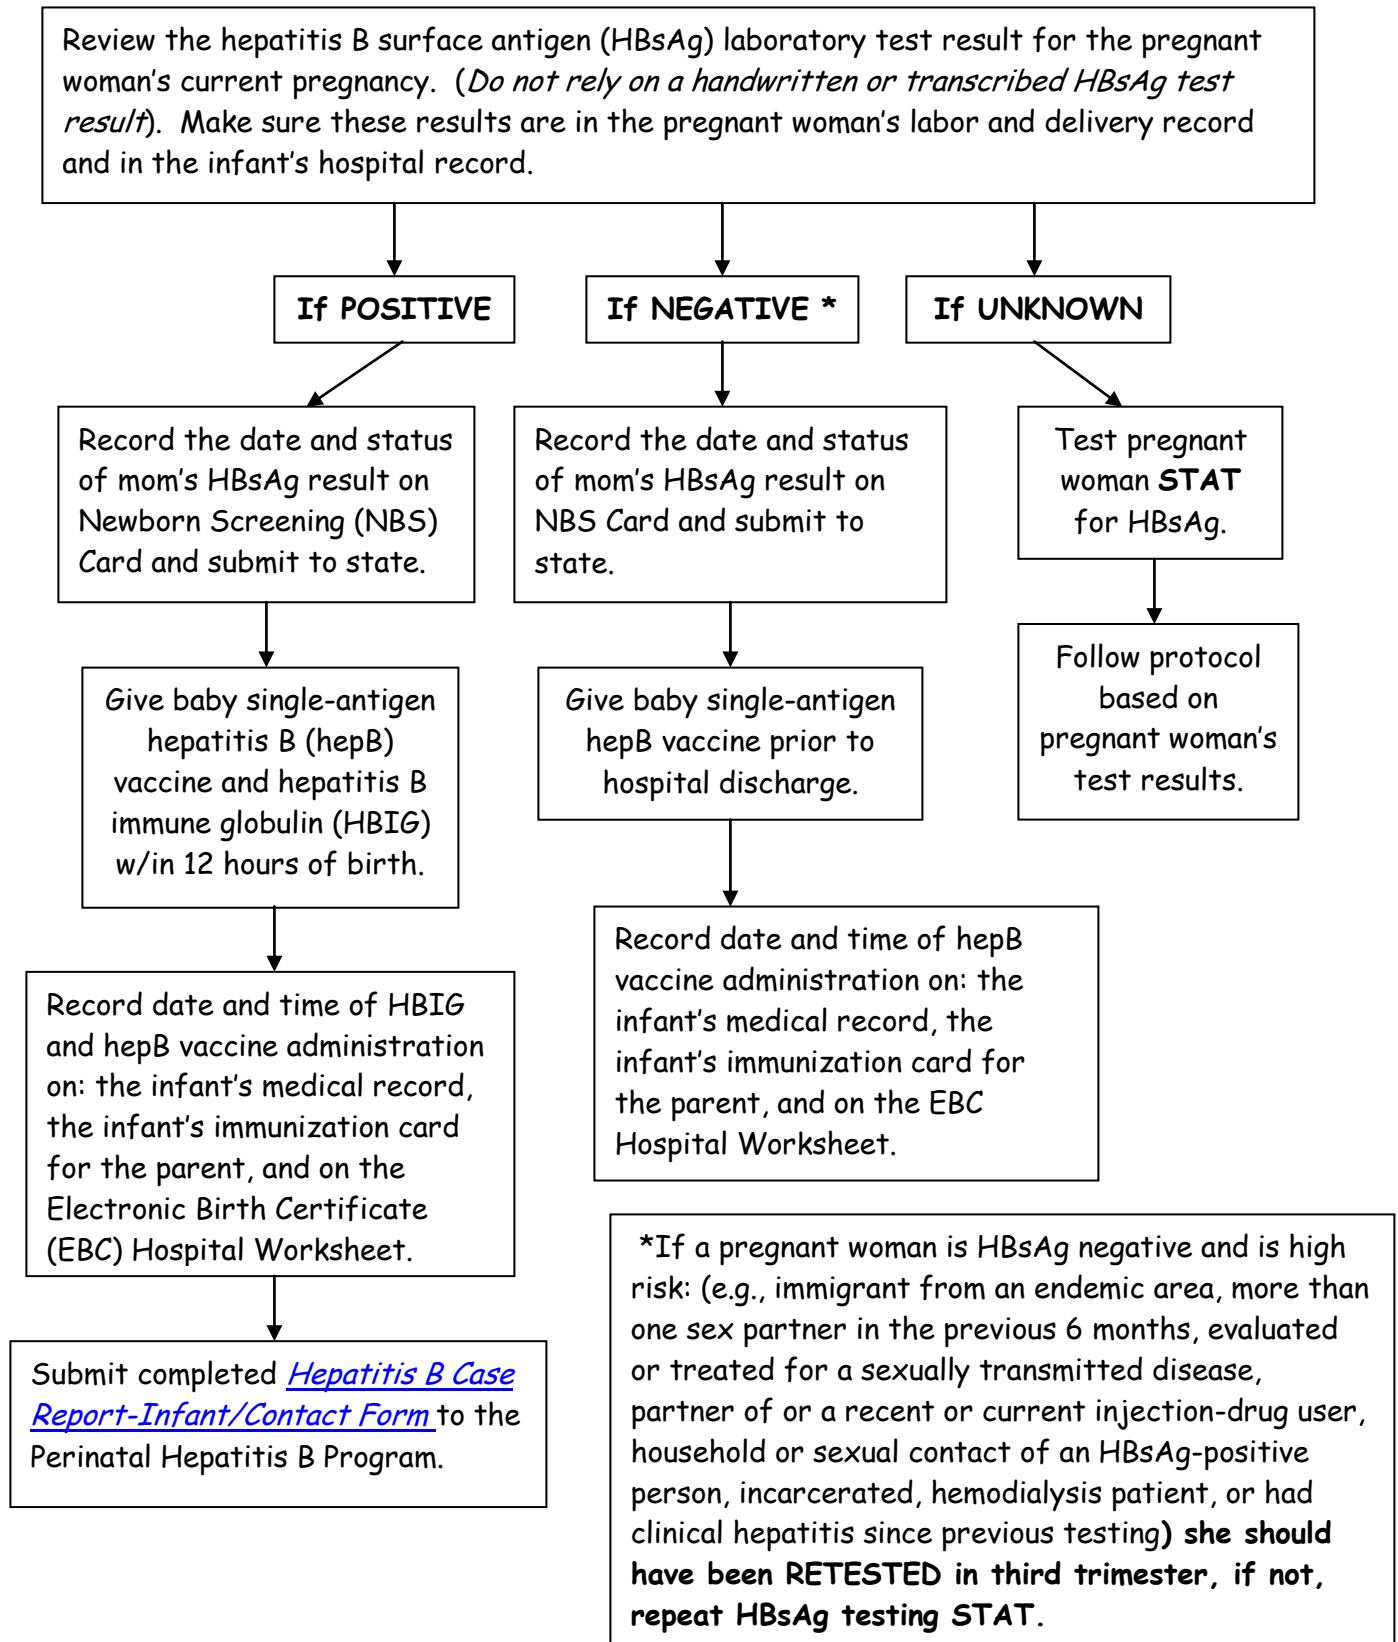 Review the hepatitis B surface antigen (HBsAg) laboratory test result for the pregnant
woman's current pregnancy.  (Do not rely on a handwritten or transcribed HBsAg test
result).  Make sure these results are in the pregnant woman's labor and delivery record
and in the infant's hospital record.
If POSITIVE
If NEGATIVE *
If UNKNOWN
Record the date and status
of mom's HBsAg result on
Newborn Screening (NBS)
Card and submit to state.
Record the date and status
of mom's HBsAg result on
NBS Card and submit to
state.
Test pregnant
woman STAT
for HBsAg.
Give baby single-antigen
hepatitis B (hepB)
vaccine and hepatitis B
immune globulin (HBIG)
w/in 12 hours of birth.
Give baby single-antigen
hepB vaccine prior to
hospital discharge.
Follow protocol
based on
pregnant woman's
test results.
Record date and time of HBIG
and hepB vaccine administration
on: the infant's medical record,
the infant's immunization card
for the parent, and on the
Electronic Birth Certificate
(EBC) Hospital Worksheet.
Record date and time of hepB
vaccine administration on: the
infant's medical record, the
infant's immunization card for
the parent, and on the EBC
Hospital Worksheet.
Submit completed Hepatitis B Case
Report-Infant/Contact Form to the
Perinatal Hepatitis B Program.
*If a pregnant woman is HBsAg negative and is high
risk: (e.g., immigrant from an endemic area, more than
one sex partner in the previous 6 months, evaluated
or treated for a sexually transmitted disease,
partner of or a recent or current injection-drug user,
household or sexual contact of an HBsAg-positive
person, incarcerated, hemodialysis patient, or had
clinical hepatitis since previous testing) she should
have been RETESTED in third trimester, if not,
repeat HBsAg testing STAT.